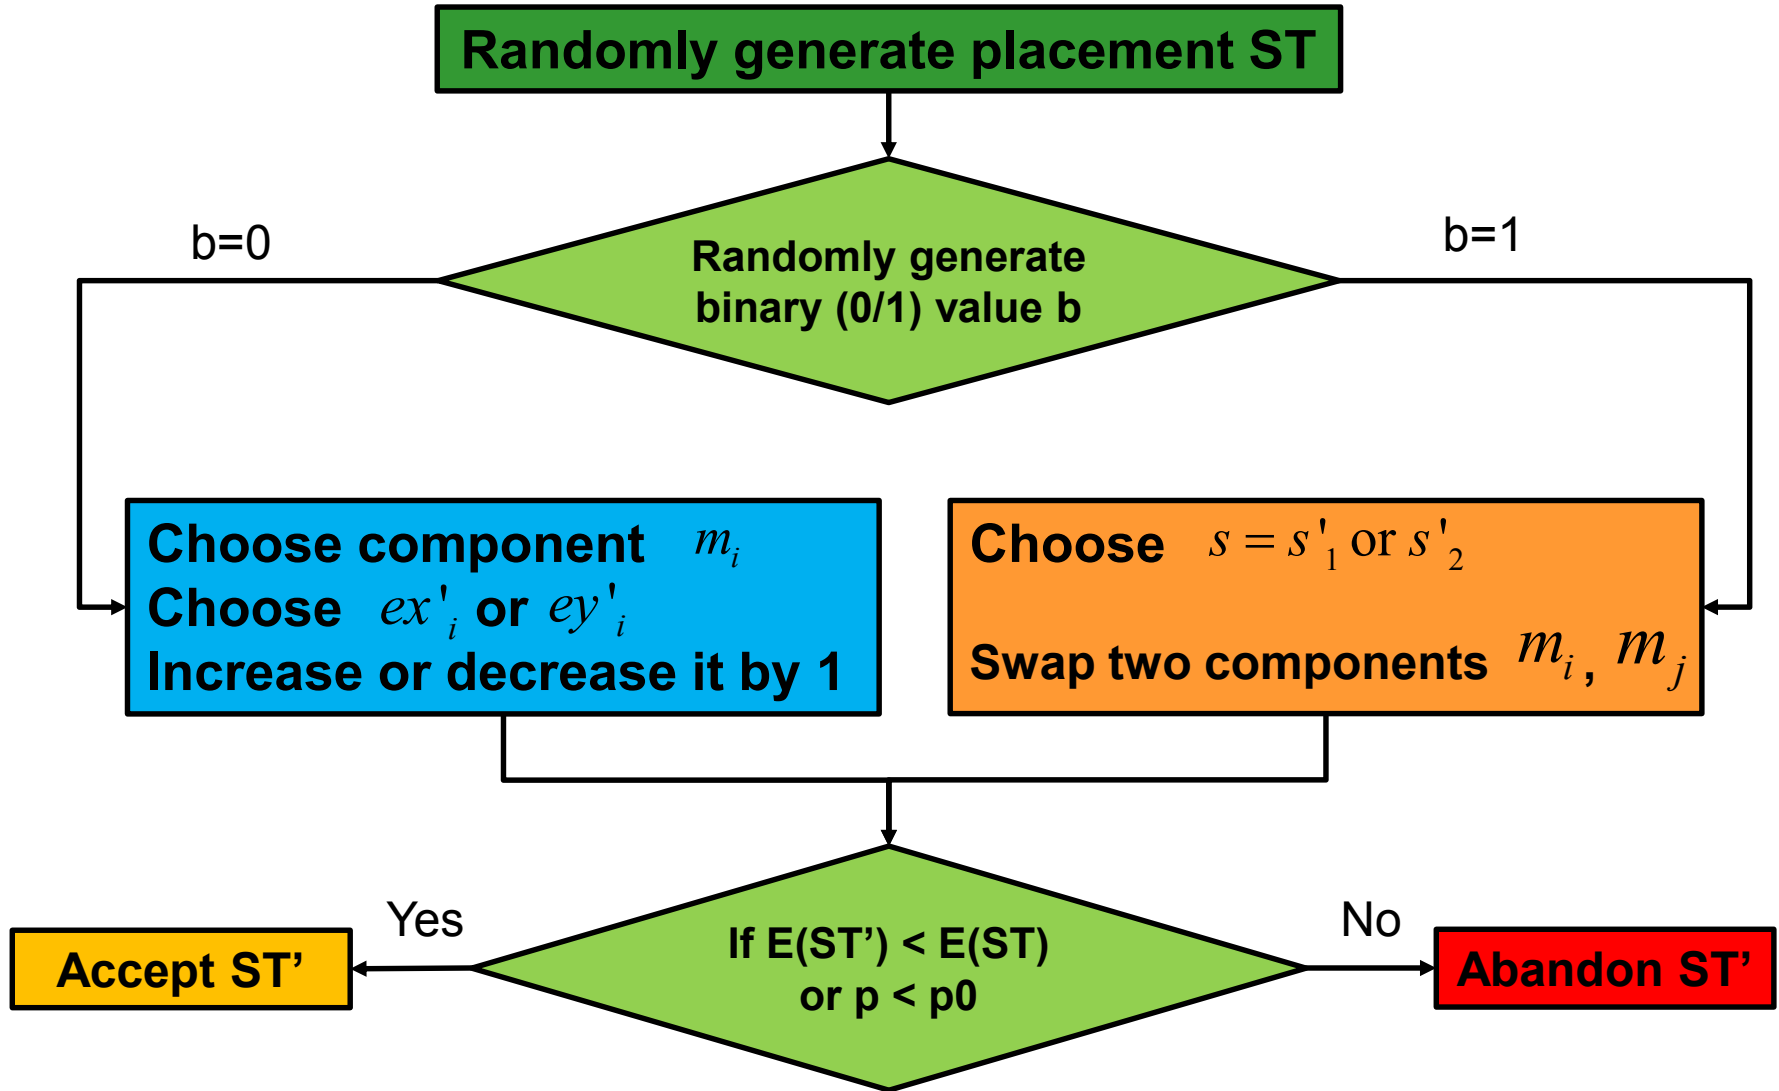 Randomly generate placement ST
b=0
b=1
Randomly generate
binary (0/1) value b
Choose component m_i
Choose ex'_i or ey'_i
Increase or decrease it by 1
Choose s = s'_1 or s'_2
Swap two components m_i, m_j
Yes
No
If E(ST’) < E(ST)
or p < p0
Accept ST’
Abandon ST’